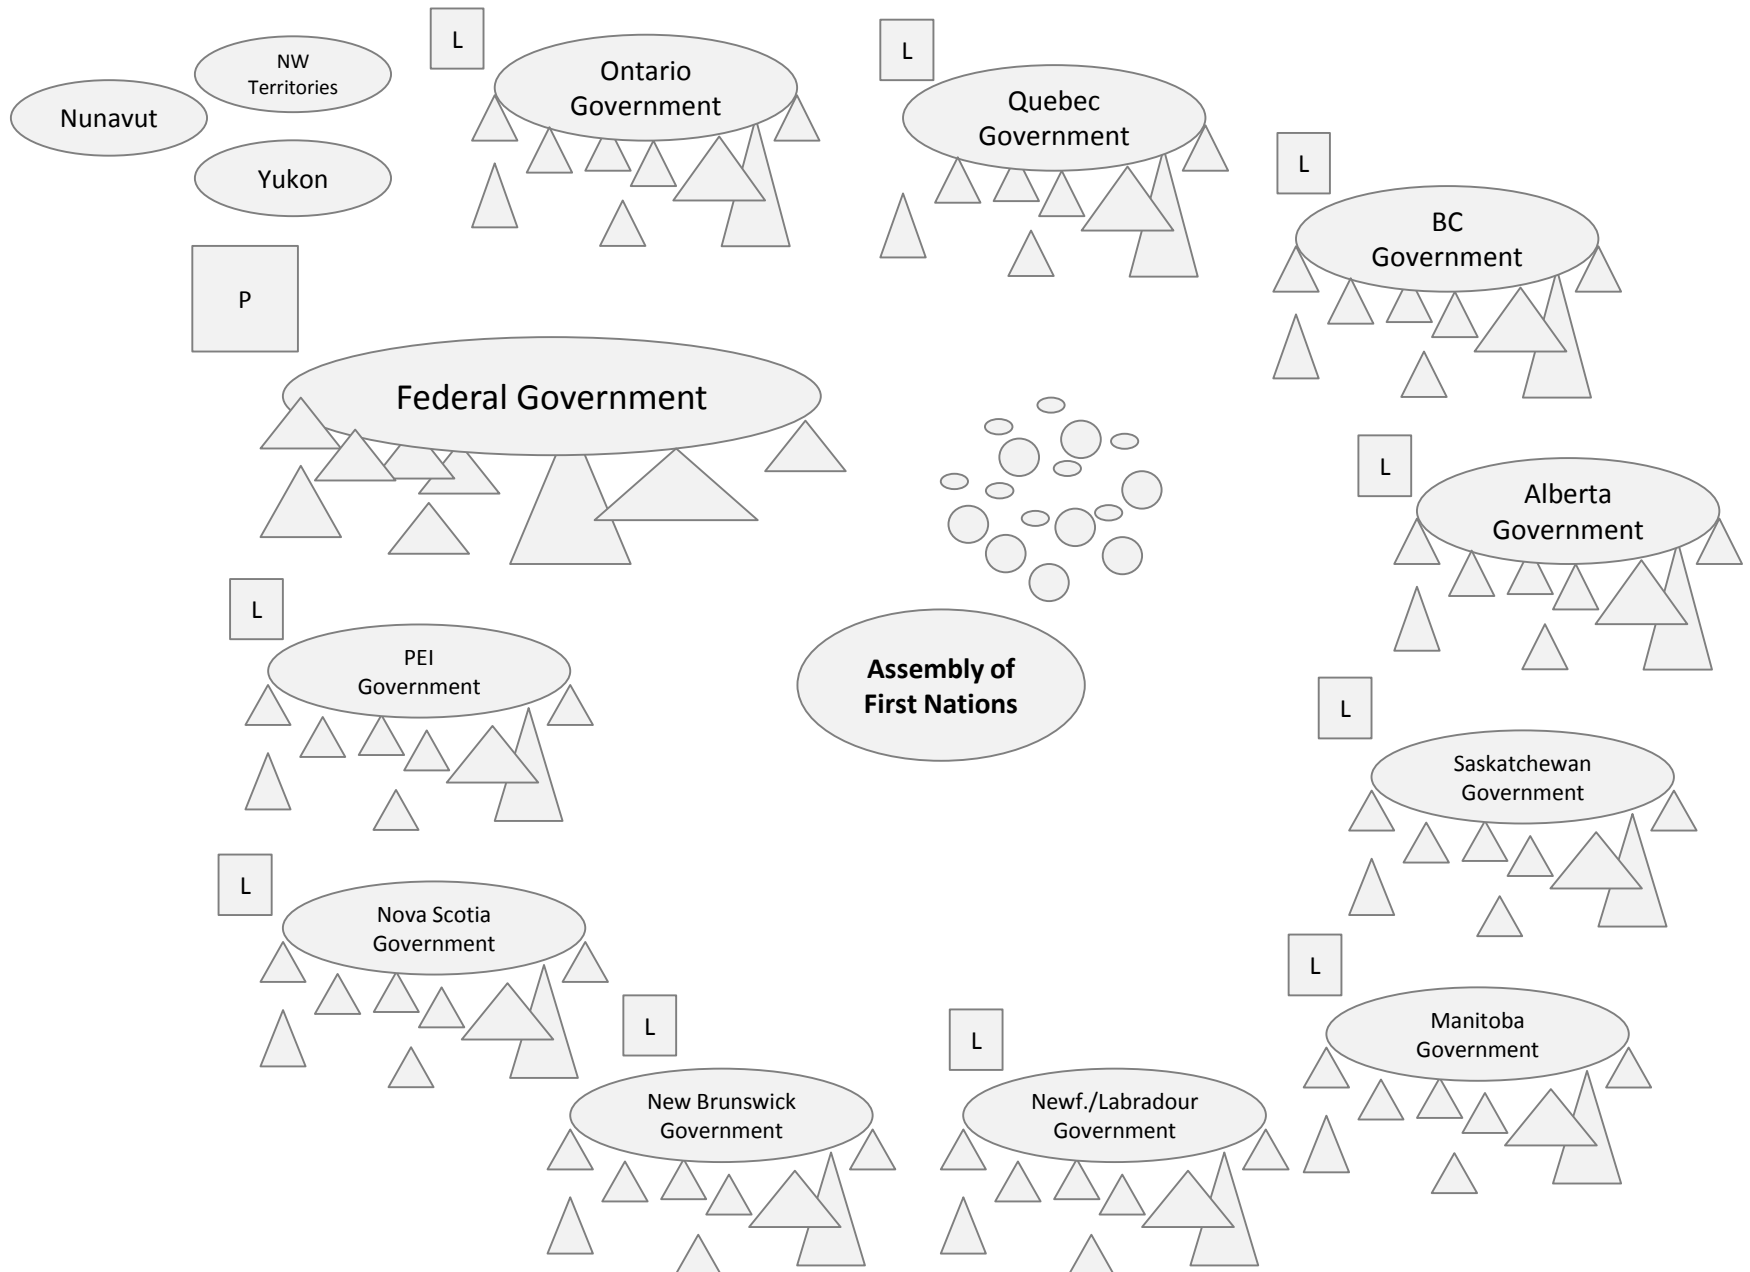 L
L
NW
Territories
Nunavut
Yukon
Ontario
Government
Quebec
Government
L
BC
Government
P
Federal Government
L
Alberta
Government
L
PEI
Government
Assembly of
First Nations
L
Saskatchewan
Government
L
Nova Scotia
Government
L
Manitoba
Government
L
New Brunswick
Government
L
Newf./Labradour
Government